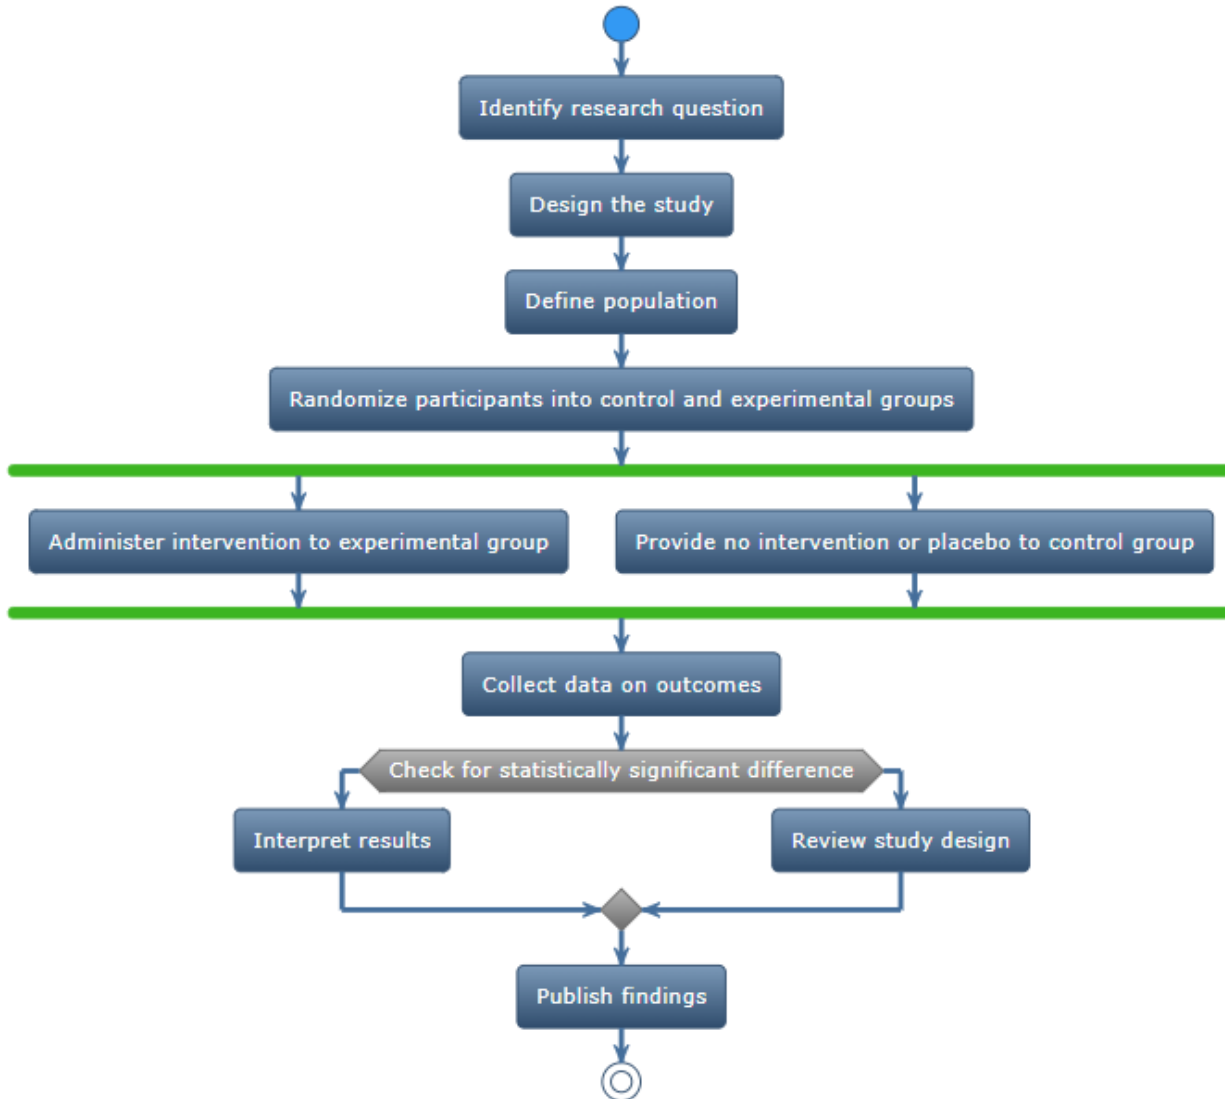 Identify research question
Design the study
Define population
Randomize participants into control and experimental groups
Administer intervention to experimental group
Provide no intervention or placebo to control group
Collect data on outcomes
Check for statistically significant difference
Interpret results
Review study design
Publish findings